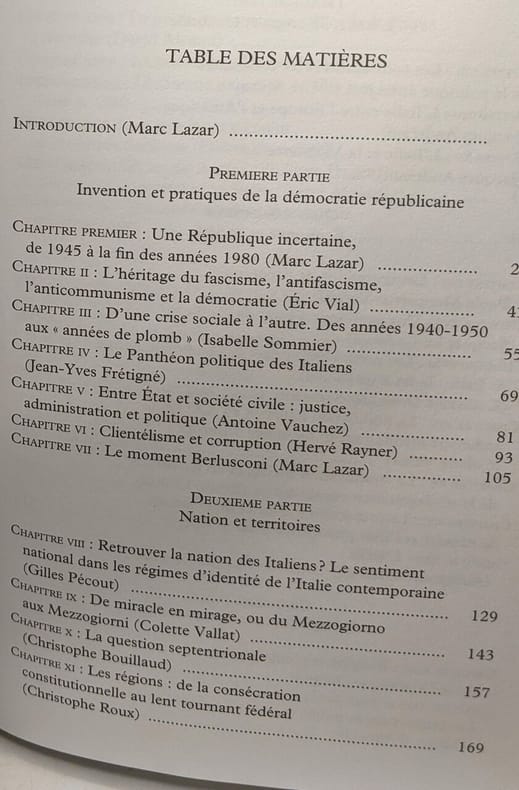 TABLE DES MATIÈRES
INTRODUCTION (Marc Lazar) ....................................
PREMIERE PARTIE
Invention et pratiques de la démocratie républicaine
CHAPITRE PREMIER : Une République incertaine,
de 1945 à la fin des années 1980 (Marc Lazar) ..................
CHAPITRE II : L'héritage du fascisme, l'antifascisme,
l'anticommunisme et la démocratie (Éric Vial) ..................
CHAPITRE III : D'une crise sociale à l'autre. Des années 1940-1950
aux « années de plomb » (Isabelle Sommier) ..................... 55
CHAPITRE IV : Le Panthéon politique des Italiens
(Jean-Yves Frétigné) .................................................. 69
CHAPITRE V : Entre État et société civile : justice,
administration et politique (Antoine Vauchez) .................. 81
CHAPITRE VI : Clientélisme et corruption (Hervé Rayner) ........... 93
CHAPITRE VII : Le moment Berlusconi (Marc Lazar) ................ 105
DEUXIEME PARTIE
Nation et territoires
CHAPITRE VIII : Retrouver la nation des Italiens ? Le sentiment
national dans les régimes d'identité de l'Italie contemporaine
(Gilles Pécout) ......................................................... 129
CHAPITRE IX : De miracle en mirage, ou du Mezzogiorno
aux Mezzogiorni (Colette Vallat) .................................. 143
CHAPITRE X : La question septentrionale
(Christophe Bouillaud) ............................................... 157
CHAPITRE XI : Les régions : de la consécration
constitutionnelle au lent tournant fédéral
(Christophe Roux) ..................................................... 169